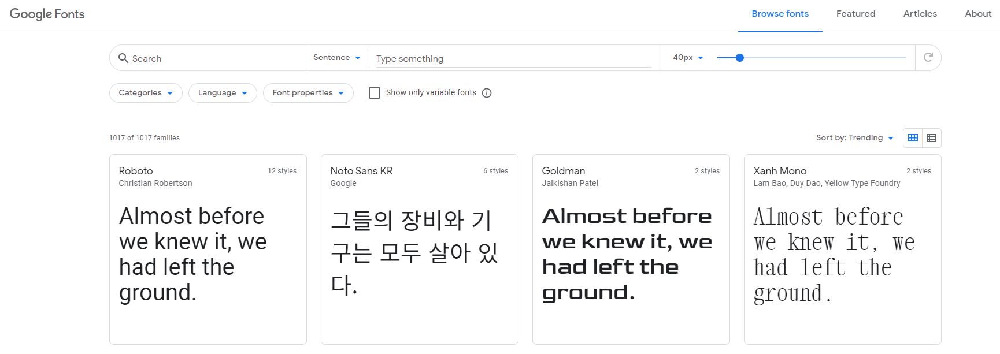 Google Fonts
Browse fonts
Featured
Articles
About
Search
Sentence
Type something
40px
Categories
Language
Font properties
Show only variable fonts
1017 of 1017 families
Sort by: Trending
Roboto
12 styles
Christian Robertson
Almost before
we knew it, we
had left the
ground.
Noto Sans KR
6 styles
Google
그들의 장비와 기
구는 모두 살아 있
다.
Goldman
2 styles
Jaikishan Patel
Almost before
we knew it, we
had left the
ground.
Xanh Mono
2 styles
Lam Bao, Duy Dao, Yellow Type Foundry
Almost before
we knew it, we
had left the
ground.